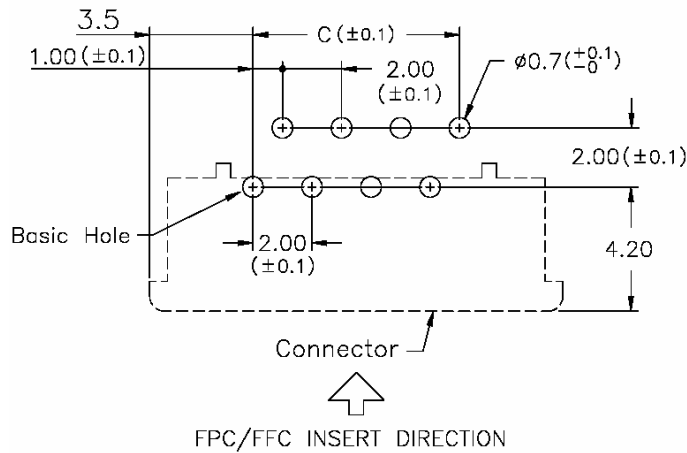 3.5
C(±0.1)
1.00(±0.1)
2.00
(±0.1)
ø0.7(+0.1 −0)
2.00(±0.1)
Basic Hole
2.00
(±0.1)
4.20
Connector
FPC/FFC INSERT DIRECTION